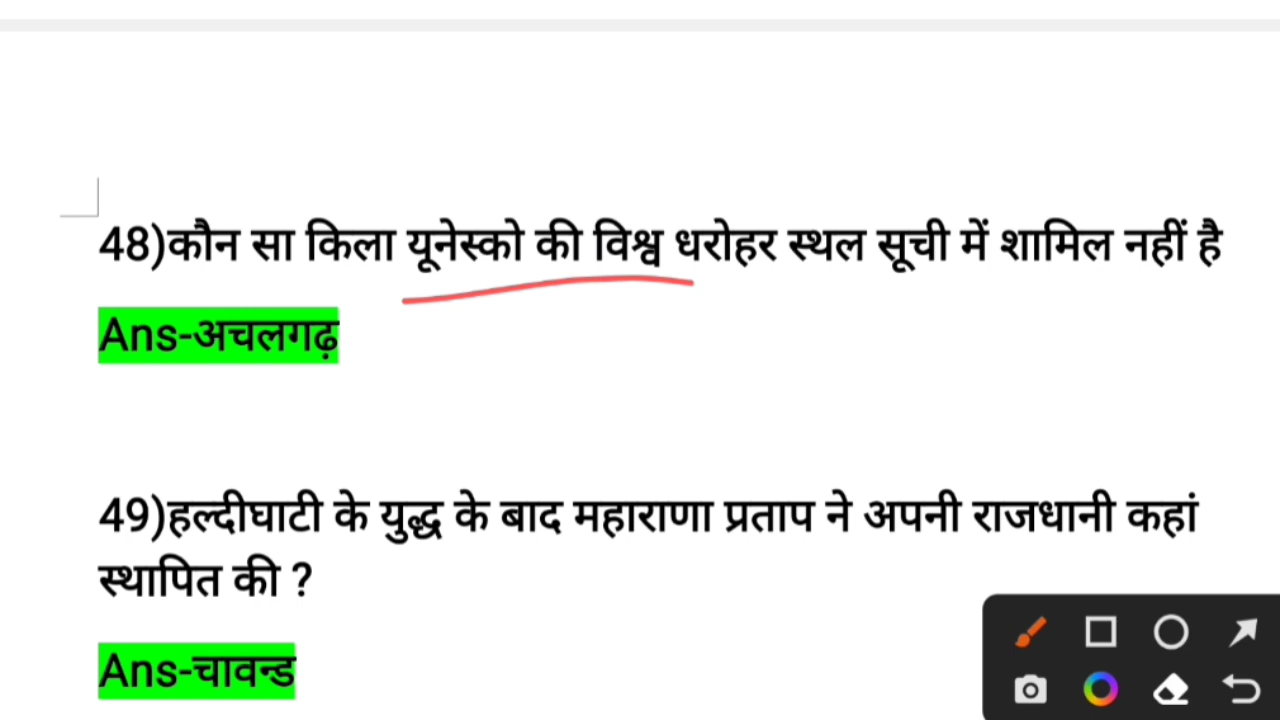 48)कौन सा किला यूनेस्को की विश्व धरोहर स्थल सूची में शामिल नहीं है
Ans-अचलगढ़
49)हल्दीघाटी के युद्ध के बाद महाराणा प्रताप ने अपनी राजधानी कहां
स्थापित की ?
Ans-चावन्ड